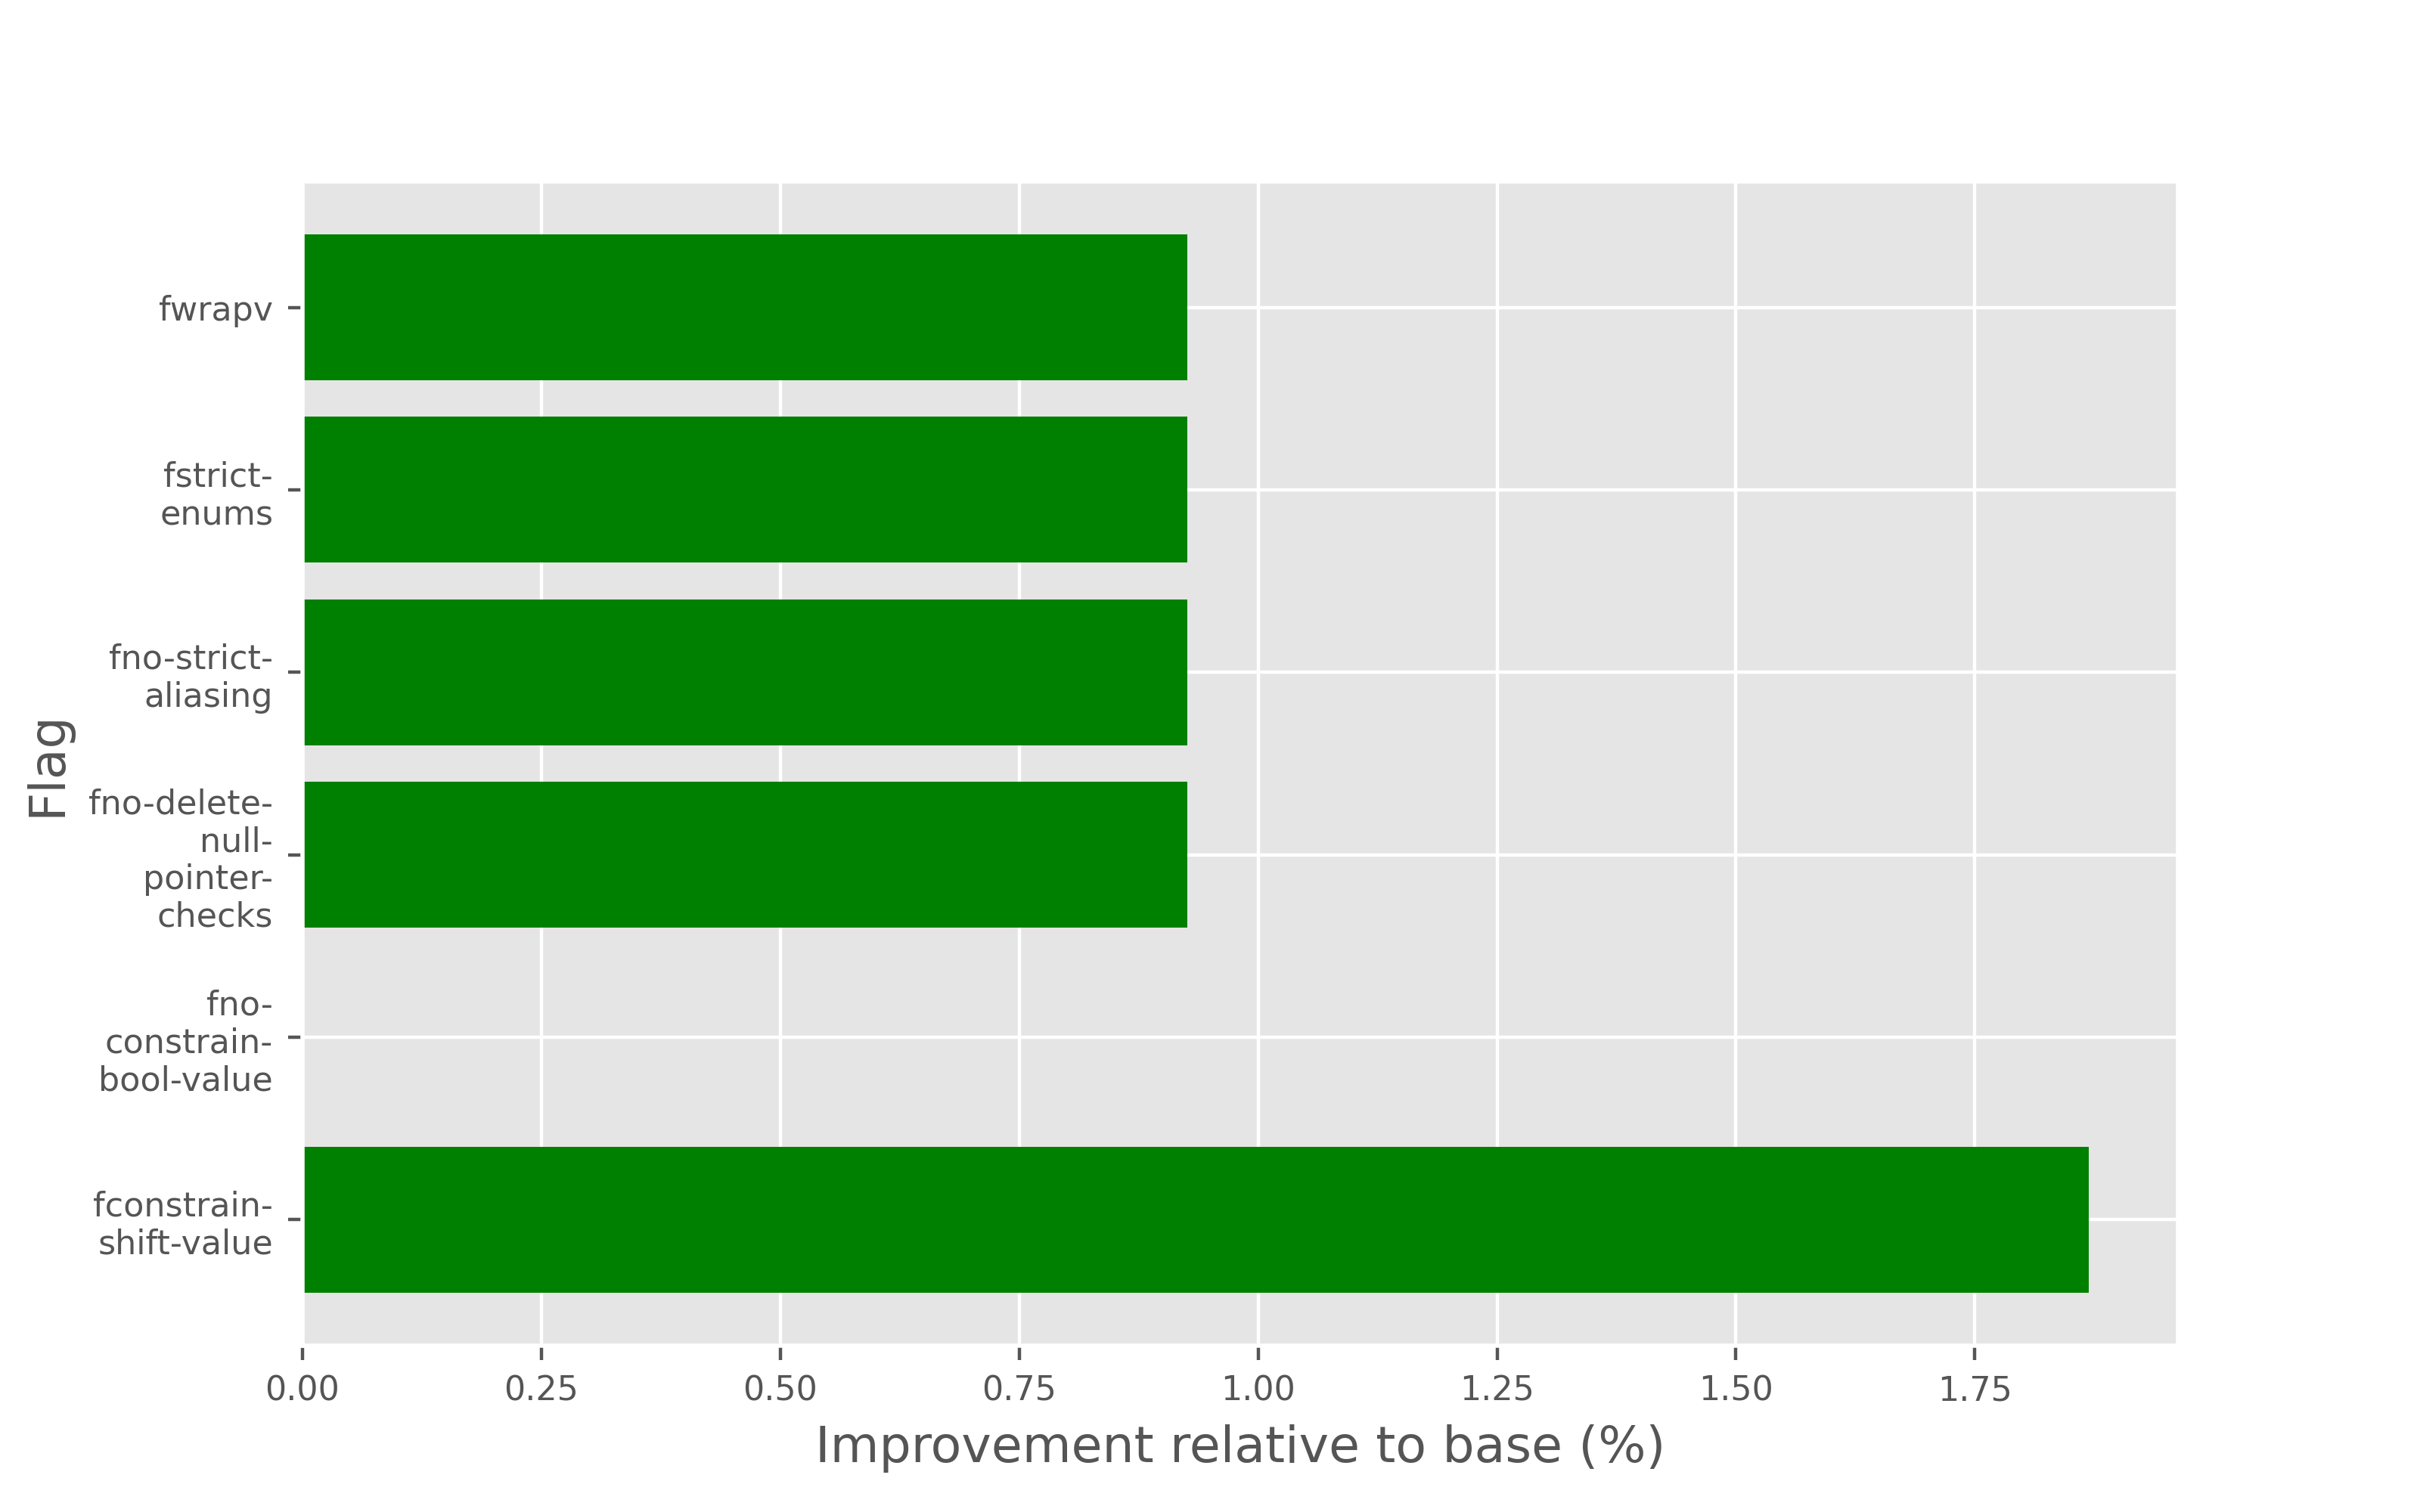 fwrapv
fstrict-
enums
fno-strict-
aliasing
Flag
fno-delete-
null-
pointer-
checks
fno-
constrain-
bool-value
fconstrain-
shift-value
0.00 0.25 0.50 0.75 1.00 1.25 1.50 1.75
Improvement relative to base (%)